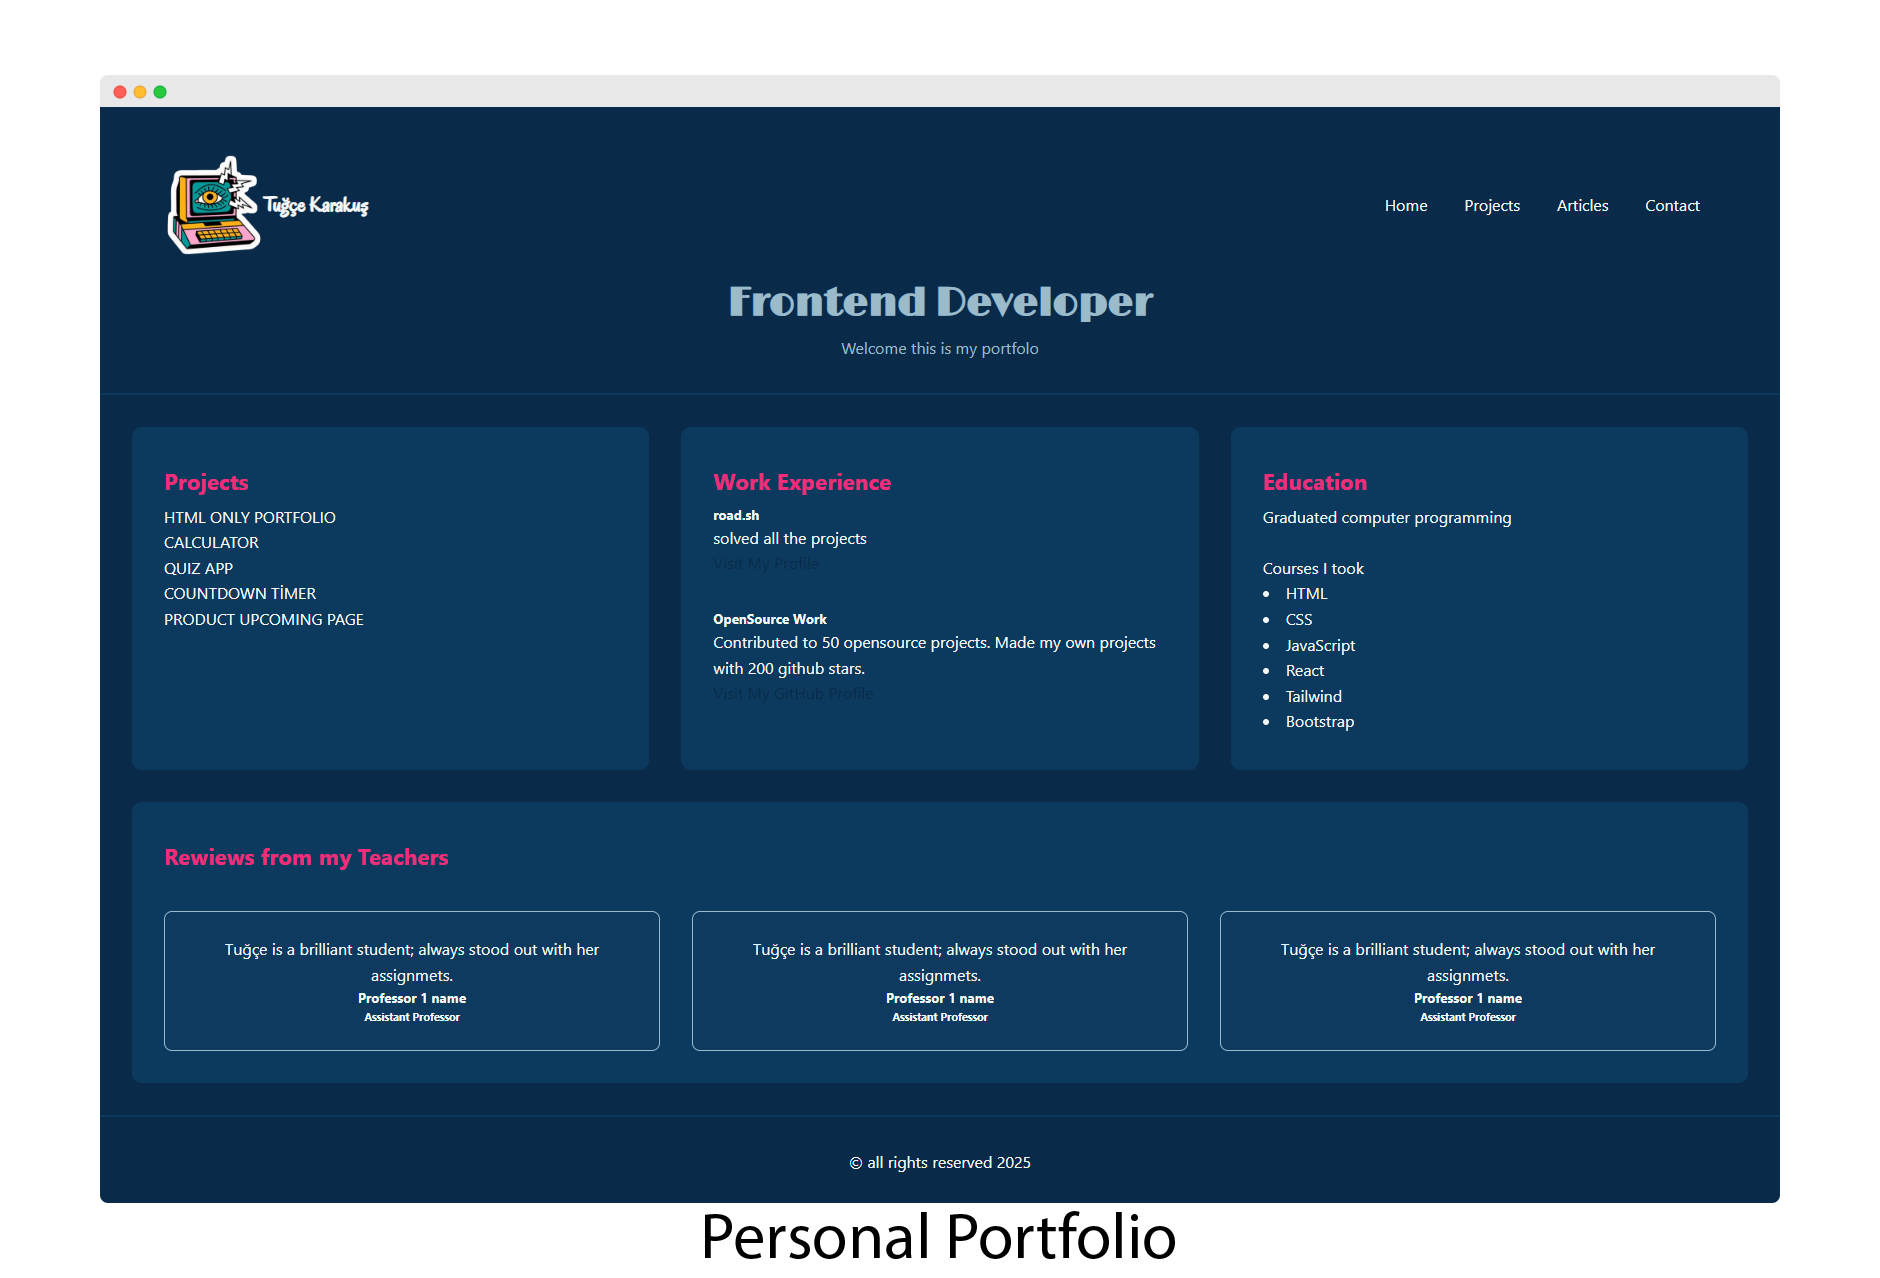 Tuğçe Karakuş
Home Projects Articles Contact
Frontend Developer
Welcome this is my portfolo
Projects
HTML ONLY PORTFOLIO
CALCULATOR
QUIZ APP
COUNTDOWN TİMER
PRODUCT UPCOMING PAGE
Work Experience
road.sh
solved all the projects
Visit My Profile
OpenSource Work
Contributed to 50 opensource projects. Made my own projects
with 200 github stars.
Visit My GitHub Profile
Education
Graduated computer programming
Courses I took
• HTML
• CSS
• JavaScript
• React
• Tailwind
• Bootstrap
Rewiews from my Teachers
Tuğçe is a brilliant student; always stood out with her
assignmets.
Professor 1 name
Assistant Professor
Tuğçe is a brilliant student; always stood out with her
assignmets.
Professor 1 name
Assistant Professor
Tuğçe is a brilliant student; always stood out with her
assignmets.
Professor 1 name
Assistant Professor
© all rights reserved 2025
Personal Portfolio